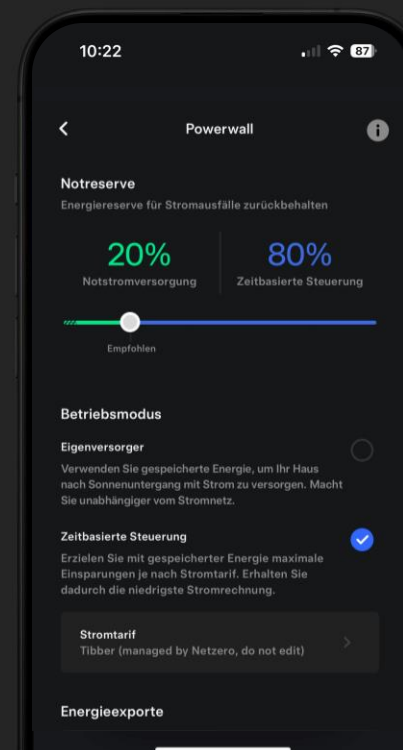 10:22
87
Powerwall
Notreserve
Energiereserve für Stromausfälle zurückbehalten
20%
80%
Notstromversorgung
Zeitbasierte Steuerung
Empfohlen
Betriebsmodus
Eigenversorger
Verwenden Sie gespeicherte Energie, um Ihr Haus
nach Sonnenuntergang mit Strom zu versorgen. Macht
Sie unabhängiger vom Stromnetz.
Zeitbasierte Steuerung
Erzielen Sie mit gespeicherter Energie maximale
Einsparungen je nach Stromtarif. Erhalten Sie
dadurch die niedrigste Stromrechnung.
Stromtarif
Tibber (managed by Netzero, do not edit)
Energieexporte